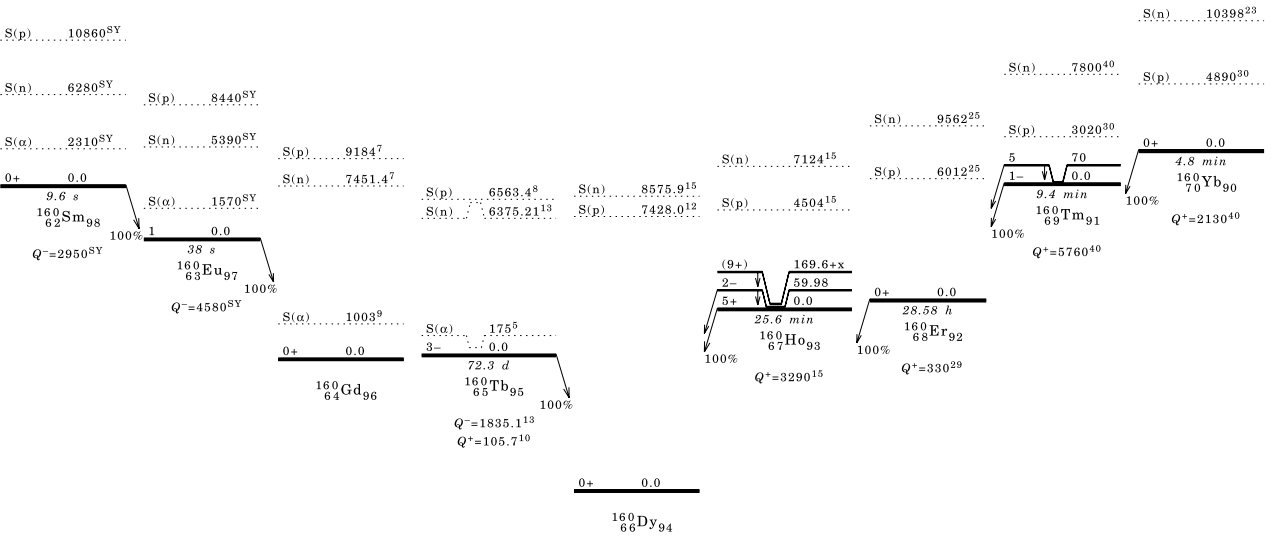 S(p) 10860^SY
S(n) 6280^SY
S(α) 2310^SY
0+ 0.0
9.6 s
160 62 Sm 98
100%
Q⁻=2950^SY
S(p) 8440^SY
S(n) 5390^SY
S(α) 1570^SY
1 0.0
38 s
160 63 Eu 97
100%
Q⁻=4580^SY
S(p) 9184^7
S(n) 7451.4^7
S(α) 1003^9
0+ 0.0
160 64 Gd 96
S(p) 6563.4^8
S(n) 6375.21^13
S(α) 175^5
3− 0.0
72.3 d
160 65 Tb 95
100%
Q⁻=1835.1^13
Q⁺=105.7^10
S(n) 8575.9^15
S(p) 7428.0^12
0+ 0.0
160 66 Dy 94
S(n) 7124^15
S(p) 4504^15
(9+) 169.6+x
2− 59.98
5+ 0.0
25.6 min
160 67 Ho 93
100%
Q⁺=3290^15
S(n) 9562^25
S(p) 6012^25
0+ 0.0
28.58 h
160 68 Er 92
100%
Q⁺=330^29
S(n) 7800^40
S(p) 3020^30
5 70
1− 0.0
9.4 min
160 69 Tm 91
100%
Q⁺=5760^40
S(n) 10398^23
S(p) 4890^30
0+ 0.0
4.8 min
160 70 Yb 90
100%
Q⁺=2130^40